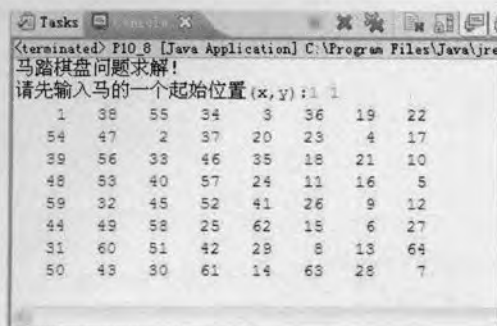 Tasks Console
<terminated> P10_8 [Java Application] C:\Program Files\Java\jre
马踏棋盘问题求解！
请先输入马的一个起始位置(x,y):1 1
1 38 55 34 3 36 19 22
54 47 2 37 20 23 4 17
39 56 33 46 35 18 21 10
48 53 40 57 24 11 16 5
59 32 45 52 41 26 9 12
44 49 58 25 62 15 6 27
31 60 51 42 29 8 13 64
50 43 30 61 14 63 28 7